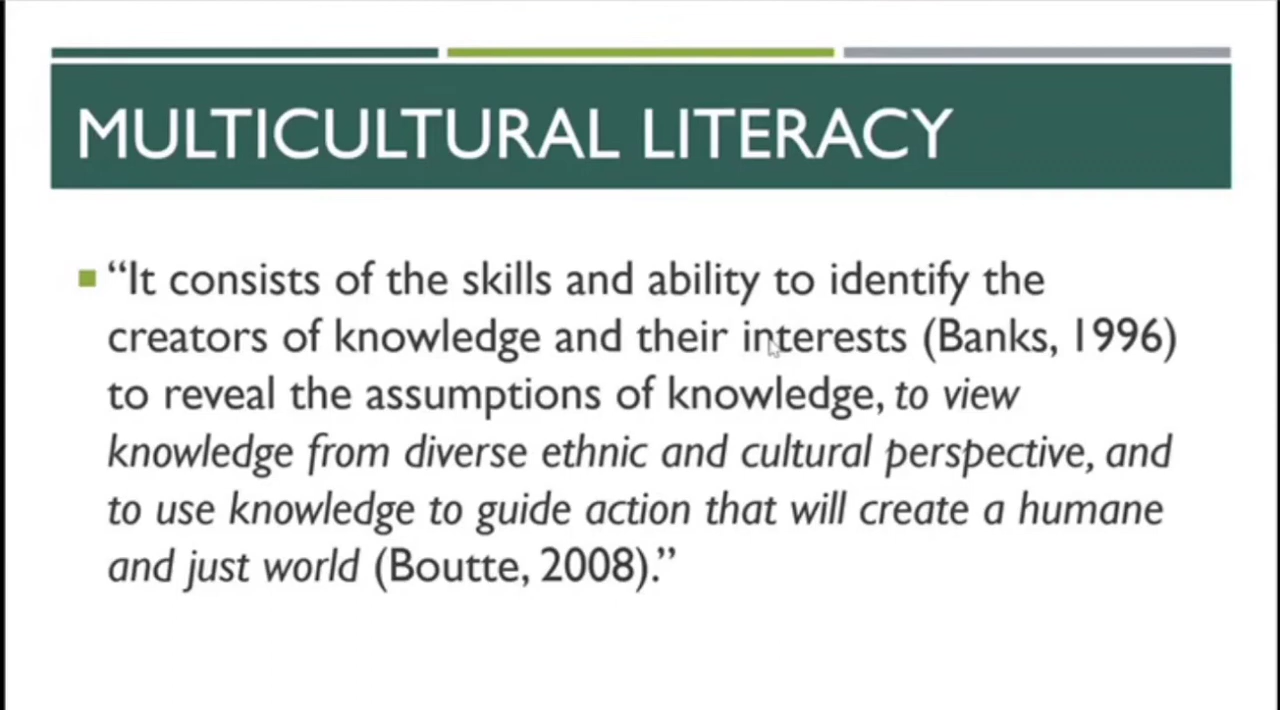 MULTICULTURAL LITERACY
“It consists of the skills and ability to identify the
creators of knowledge and their interests (Banks, 1996)
to reveal the assumptions of knowledge, to view
knowledge from diverse ethnic and cultural perspective, and
to use knowledge to guide action that will create a humane
and just world (Boutte, 2008).”